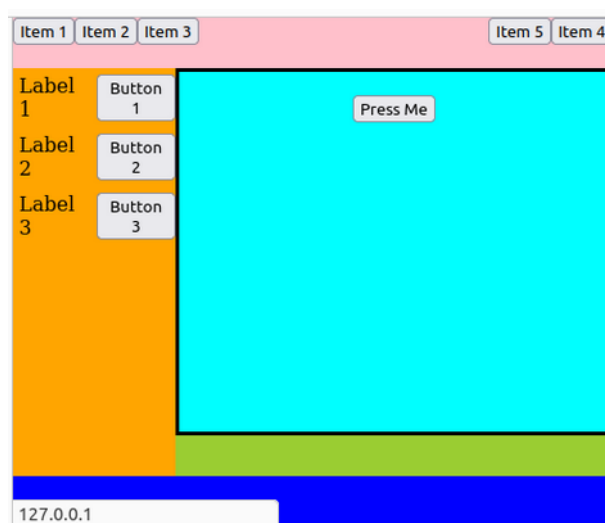 Item 1 Item 2 Item 3 Item 5 Item 4
Label 1 Button 1
Press Me
Label 2 Button 2
Label 3 Button 3
127.0.0.1